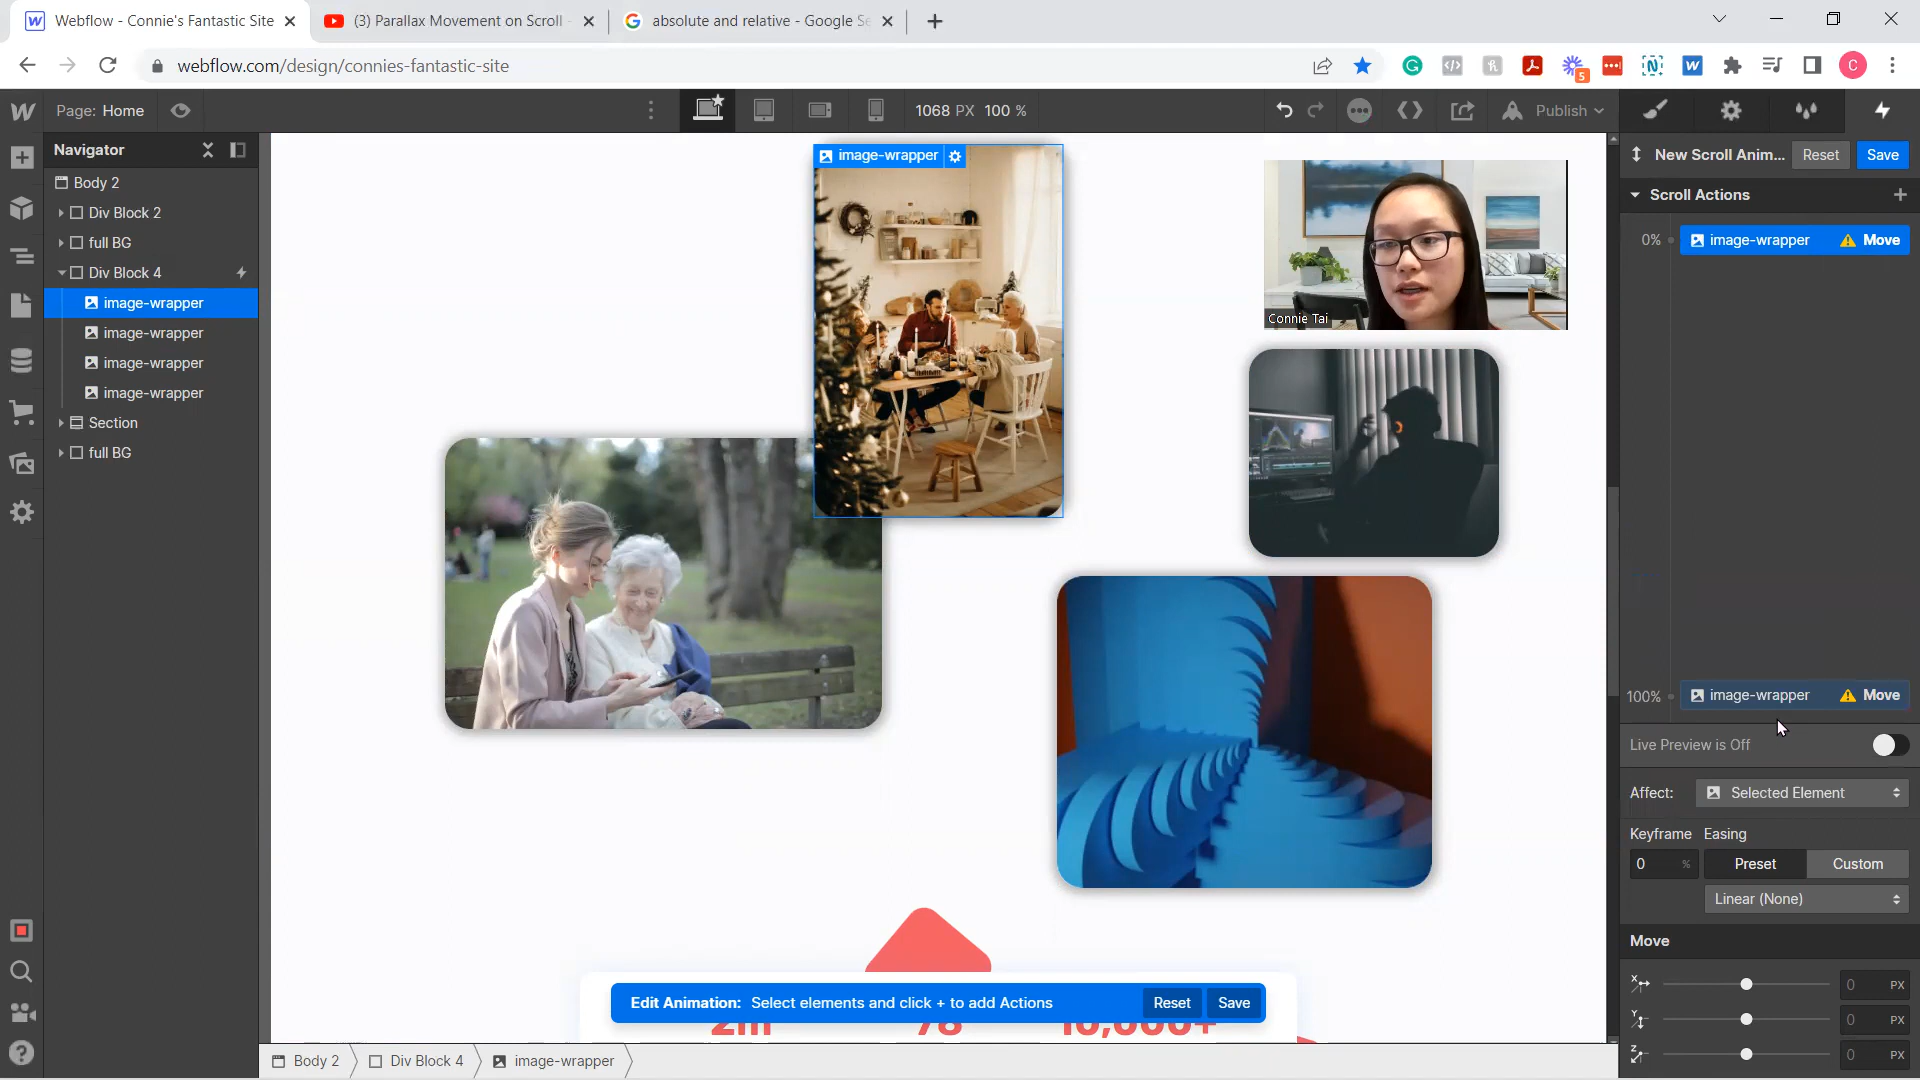 Webflow - Connie's Fantastic Site
(3) Parallax Movement on Scroll -
absolute and relative - Google Se
webflow.com/design/connies-fantastic-site
5
C
Page: Home
1068 PX 100 %
Publish
Navigator
Body 2
Div Block 2
full BG
Div Block 4
image-wrapper
image-wrapper
image-wrapper
image-wrapper
Section
full BG
image-wrapper
Connie Tai
New Scroll Anim...
Reset
Save
Scroll Actions
0%
image-wrapper
Move
100%
image-wrapper
Move
Live Preview is Off
Affect:
Selected Element
Keyframe
Easing
0 %
Preset
Custom
Linear (None)
Move
X
0 PX
Y
0 PX
Z
0 PX
Edit Animation: Select elements and click + to add Actions
Reset
Save
2m
78
10,000+
Body 2
Div Block 4
image-wrapper